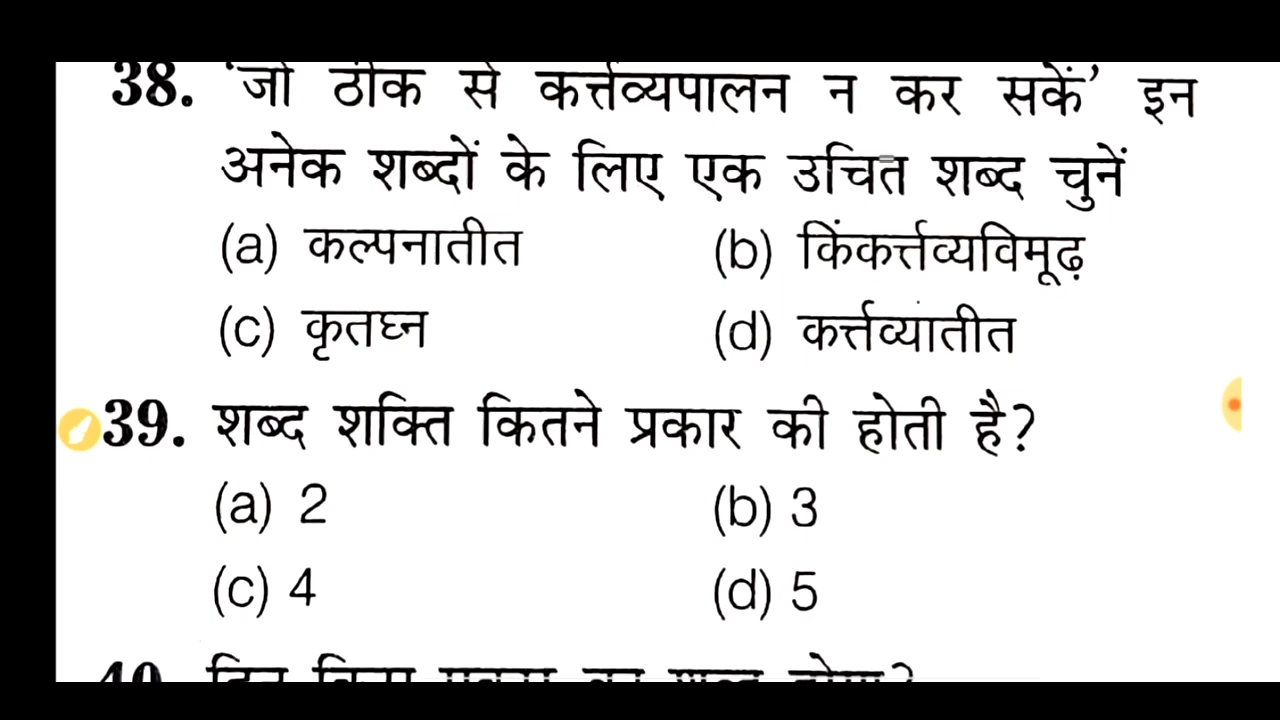 38. 'जो ठीक से कर्त्तव्यपालन न कर सकें' इन
अनेक शब्दों के लिए एक उचित शब्द चुनें
(a) कल्पनातीत (b) किंकर्त्तव्यविमूढ़
(c) कृतघ्न (d) कर्त्तव्यातीत
39. शब्द शक्ति कितने प्रकार की होती है?
(a) 2 (b) 3
(c) 4 (d) 5